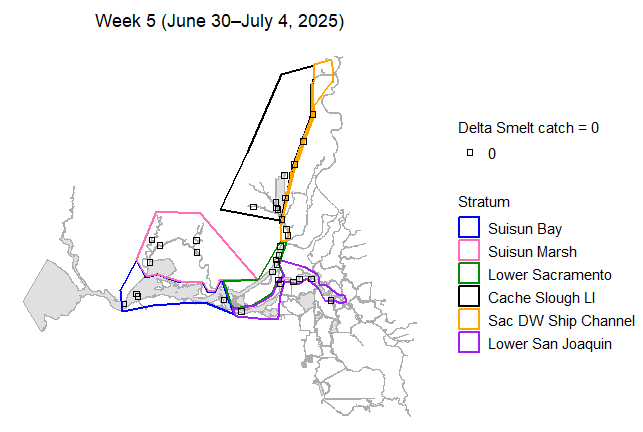 Week 5 (June 30–July 4, 2025)
Delta Smelt catch = 0
0
Stratum
Suisun Bay
Suisun Marsh
Lower Sacramento
Cache Slough LI
Sac DW Ship Channel
Lower San Joaquin